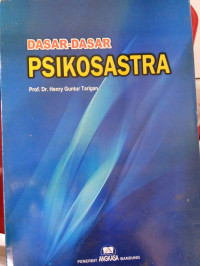 DASAR-DASAR
PSIKOSASTRA
Prof. Dr. Henry Guntur Tarigan
PENERBIT ANGKASA BANDUNG